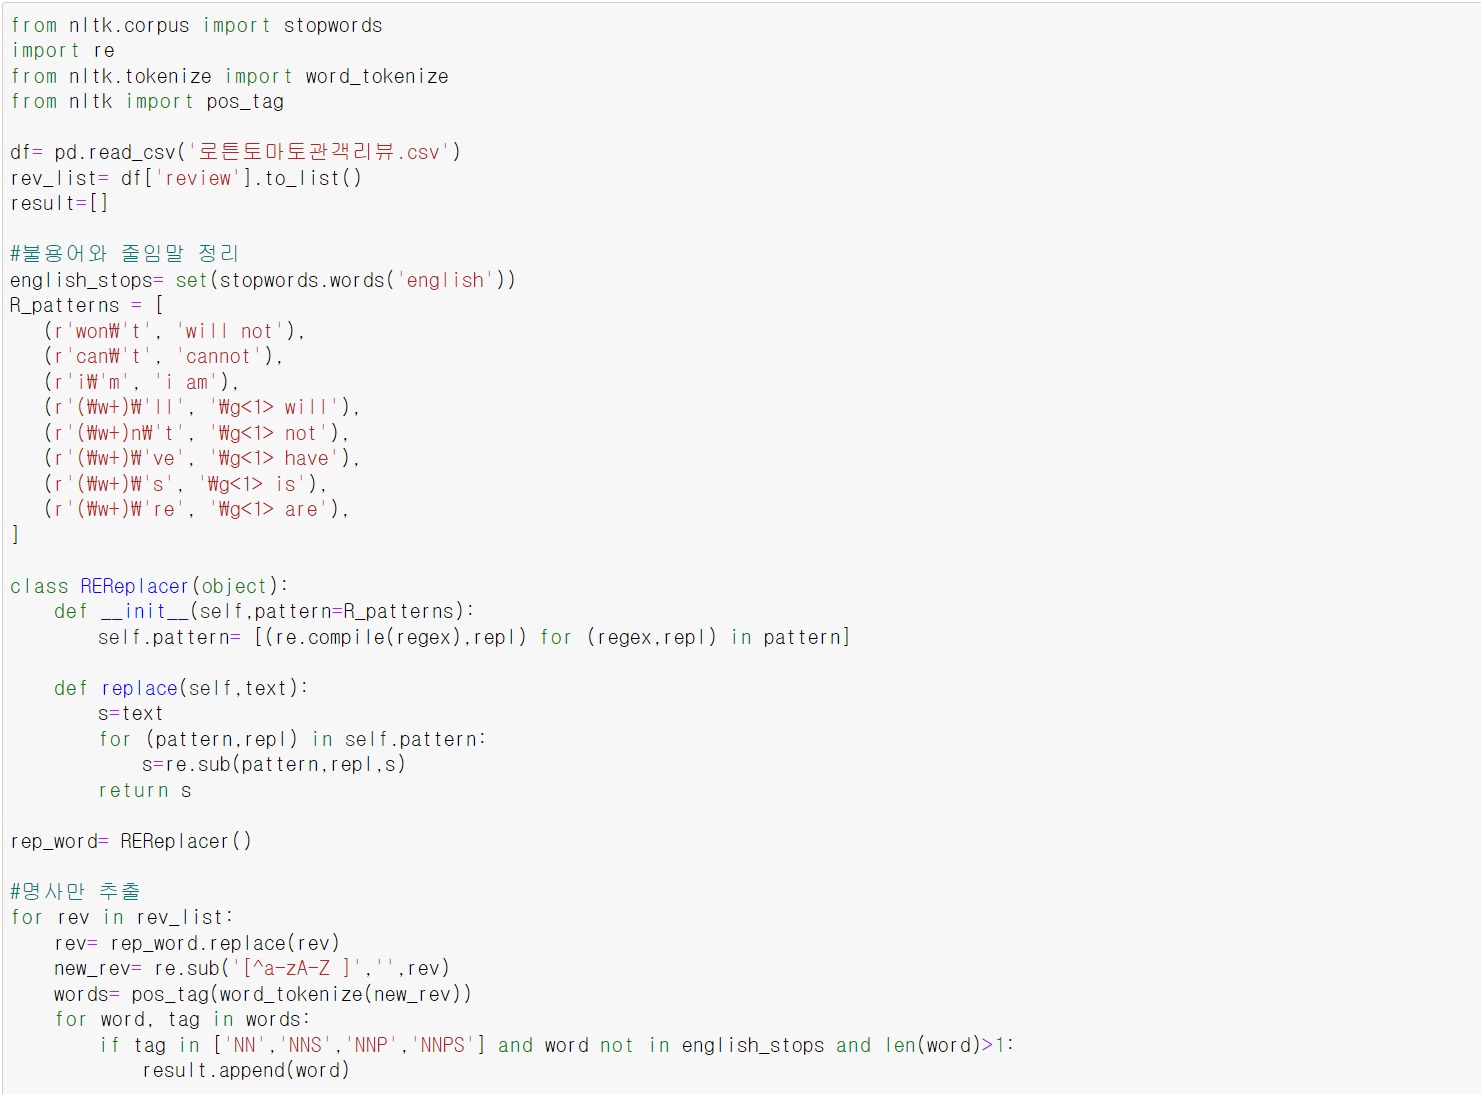 from nltk.corpus import stopwords
import re
from nltk.tokenize import word_tokenize
from nltk import pos_tag

df= pd.read_csv('로튼토마토관객리뷰.csv')
rev_list= df['review'].to_list()
result=[]

#불용어와 줄임말 정리
english_stops= set(stopwords.words('english'))
R_patterns = [
   (r'won₩'t', 'will not'),
   (r'can₩'t', 'cannot'),
   (r'i₩'m', 'i am'),
   (r'(₩w+)₩'ll', '₩g<1> will'),
   (r'(₩w+)n₩'t', '₩g<1> not'),
   (r'(₩w+)₩'ve', '₩g<1> have'),
   (r'(₩w+)₩'s', '₩g<1> is'),
   (r'(₩w+)₩'re', '₩g<1> are'),
]

class REReplacer(object):
    def __init__(self,pattern=R_patterns):
        self.pattern= [(re.compile(regex),repl) for (regex,repl) in pattern]

    def replace(self,text):
        s=text
        for (pattern,repl) in self.pattern:
            s=re.sub(pattern,repl,s)
        return s

rep_word= REReplacer()

#명사만 추출
for rev in rev_list:
    rev= rep_word.replace(rev)
    new_rev= re.sub('[^a-zA-Z ]','',rev)
    words= pos_tag(word_tokenize(new_rev))
    for word, tag in words:
        if tag in ['NN','NNS','NNP','NNPS'] and word not in english_stops and len(word)>1:
            result.append(word)